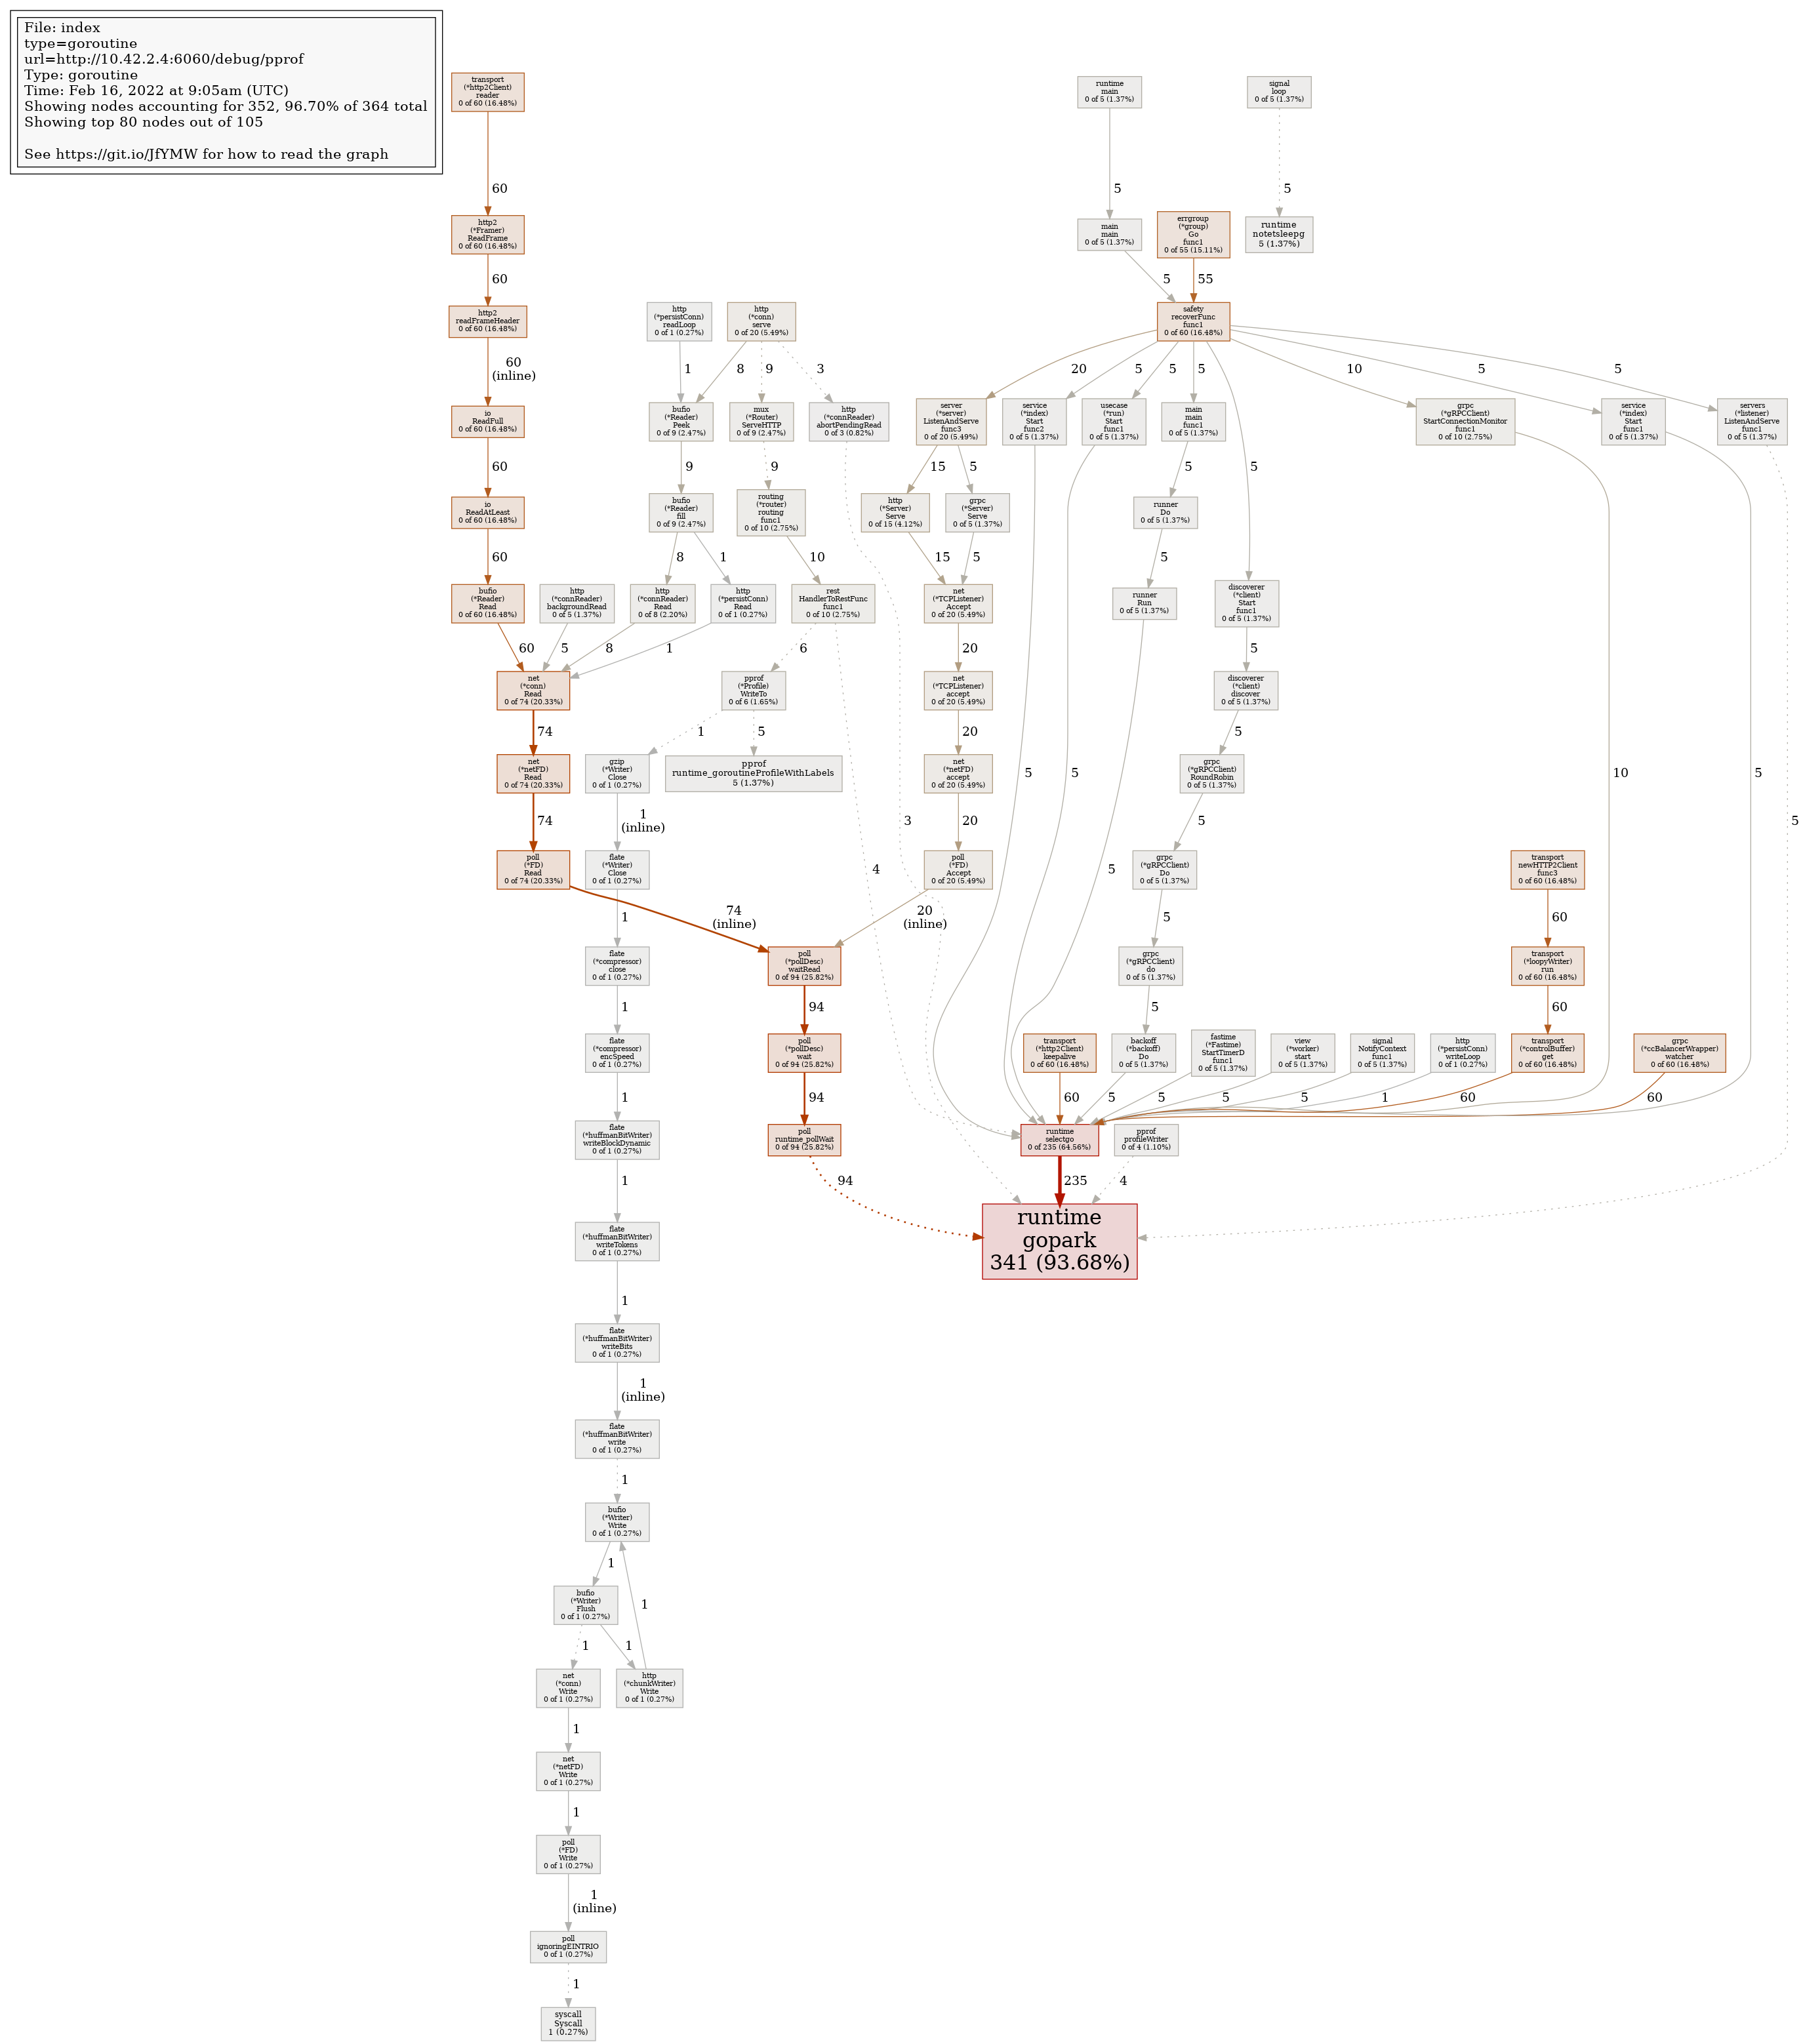 File: index
type=goroutine
url=http://10.42.2.4:6060/debug/pprof
Type: goroutine
Time: Feb 16, 2022 at 9:05am (UTC)
Showing nodes accounting for 352, 96.70% of 364 total
Showing top 80 nodes out of 105
See https://git.io/JfYMW for how to read the graph
transport
(*http2Client)
reader
0 of 60 (16.48%)
runtime
main
0 of 5 (1.37%)
signal
loop
0 of 5 (1.37%)
60
5
5
http2
(*Framer)
ReadFrame
0 of 60 (16.48%)
main
main
0 of 5 (1.37%)
errgroup
(*group)
Go
func1
0 of 55 (15.11%)
runtime
notetsleepg
5 (1.37%)
60
5
55
http2
readFrameHeader
0 of 60 (16.48%)
http
(*persistConn)
readLoop
0 of 1 (0.27%)
http
(*conn)
serve
0 of 20 (5.49%)
safety
recoverFunc
func1
0 of 60 (16.48%)
60
(inline)
1
8
9
3
20
5
5
5
5
10
5
5
io
ReadFull
0 of 60 (16.48%)
bufio
(*Reader)
Peek
0 of 9 (2.47%)
mux
(*Router)
ServeHTTP
0 of 9 (2.47%)
http
(*connReader)
abortPendingRead
0 of 3 (0.82%)
server
(*server)
ListenAndServe
func3
0 of 20 (5.49%)
service
(*index)
Start
func2
0 of 5 (1.37%)
usecase
(*run)
Start
func1
0 of 5 (1.37%)
main
main
func1
0 of 5 (1.37%)
grpc
(*gRPCClient)
StartConnectionMonitor
func1
0 of 10 (2.75%)
service
(*index)
Start
func1
0 of 5 (1.37%)
servers
(*listener)
ListenAndServe
func1
0 of 5 (1.37%)
60
9
9
15
5
5
io
ReadAtLeast
0 of 60 (16.48%)
bufio
(*Reader)
fill
0 of 9 (2.47%)
routing
(*router)
routing
func1
0 of 10 (2.75%)
http
(*Server)
Serve
0 of 15 (4.12%)
grpc
(*Server)
Serve
0 of 5 (1.37%)
runner
Do
0 of 5 (1.37%)
60
8
1
10
15
5
5
bufio
(*Reader)
Read
0 of 60 (16.48%)
http
(*connReader)
backgroundRead
0 of 5 (1.37%)
http
(*connReader)
Read
0 of 8 (2.20%)
http
(*persistConn)
Read
0 of 1 (0.27%)
rest
HandlerToRestFunc
func1
0 of 10 (2.75%)
net
(*TCPListener)
Accept
0 of 20 (5.49%)
runner
Run
0 of 5 (1.37%)
discoverer
(*client)
Start
func1
0 of 5 (1.37%)
60
5
8
1
6
20
5
net
(*conn)
Read
0 of 74 (20.33%)
pprof
(*Profile)
WriteTo
0 of 6 (1.65%)
net
(*TCPListener)
accept
0 of 20 (5.49%)
discoverer
(*client)
discover
0 of 5 (1.37%)
74
1
5
20
5
net
(*netFD)
Read
0 of 74 (20.33%)
gzip
(*Writer)
Close
0 of 1 (0.27%)
pprof
runtime_goroutineProfileWithLabels
5 (1.37%)
net
(*netFD)
accept
0 of 20 (5.49%)
5
5
grpc
(*gRPCClient)
RoundRobin
0 of 5 (1.37%)
10
5
74
1
(inline)
3
20
5
5
poll
(*FD)
Read
0 of 74 (20.33%)
flate
(*Writer)
Close
0 of 1 (0.27%)
4
poll
(*FD)
Accept
0 of 20 (5.49%)
5
grpc
(*gRPCClient)
Do
0 of 5 (1.37%)
transport
newHTTP2Client
func3
0 of 60 (16.48%)
1
74
(inline)
20
(inline)
5
60
flate
(*compressor)
close
0 of 1 (0.27%)
poll
(*pollDesc)
waitRead
0 of 94 (25.82%)
grpc
(*gRPCClient)
do
0 of 5 (1.37%)
transport
(*loopyWriter)
run
0 of 60 (16.48%)
1
94
5
60
flate
(*compressor)
encSpeed
0 of 1 (0.27%)
poll
(*pollDesc)
wait
0 of 94 (25.82%)
transport
(*http2Client)
keepalive
0 of 60 (16.48%)
backoff
(*backoff)
Do
0 of 5 (1.37%)
fastime
(*Fastime)
StartTimerD
func1
0 of 5 (1.37%)
view
(*worker)
start
0 of 5 (1.37%)
signal
NotifyContext
func1
0 of 5 (1.37%)
http
(*persistConn)
writeLoop
0 of 1 (0.27%)
transport
(*controlBuffer)
get
0 of 60 (16.48%)
grpc
(*ccBalancerWrapper)
watcher
0 of 60 (16.48%)
1
94
60
5
5
5
5
1
60
60
flate
(*huffmanBitWriter)
writeBlockDynamic
0 of 1 (0.27%)
poll
runtime_pollWait
0 of 94 (25.82%)
runtime
selectgo
0 of 235 (64.56%)
pprof
profileWriter
0 of 4 (1.10%)
1
94
235
4
flate
(*huffmanBitWriter)
writeTokens
0 of 1 (0.27%)
runtime
gopark
341 (93.68%)
1
flate
(*huffmanBitWriter)
writeBits
0 of 1 (0.27%)
1
(inline)
flate
(*huffmanBitWriter)
write
0 of 1 (0.27%)
1
bufio
(*Writer)
Write
0 of 1 (0.27%)
1
bufio
(*Writer)
Flush
0 of 1 (0.27%)
1
1
1
net
(*conn)
Write
0 of 1 (0.27%)
http
(*chunkWriter)
Write
0 of 1 (0.27%)
1
net
(*netFD)
Write
0 of 1 (0.27%)
1
poll
(*FD)
Write
0 of 1 (0.27%)
1
(inline)
poll
ignoringEINTRIO
0 of 1 (0.27%)
1
syscall
Syscall
1 (0.27%)